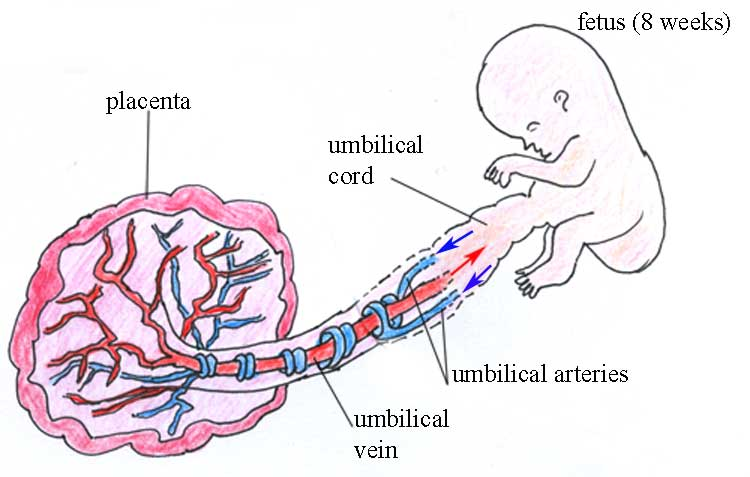 fetus (8 weeks)
placenta
umbilical
cord
umbilical arteries
umbilical
vein